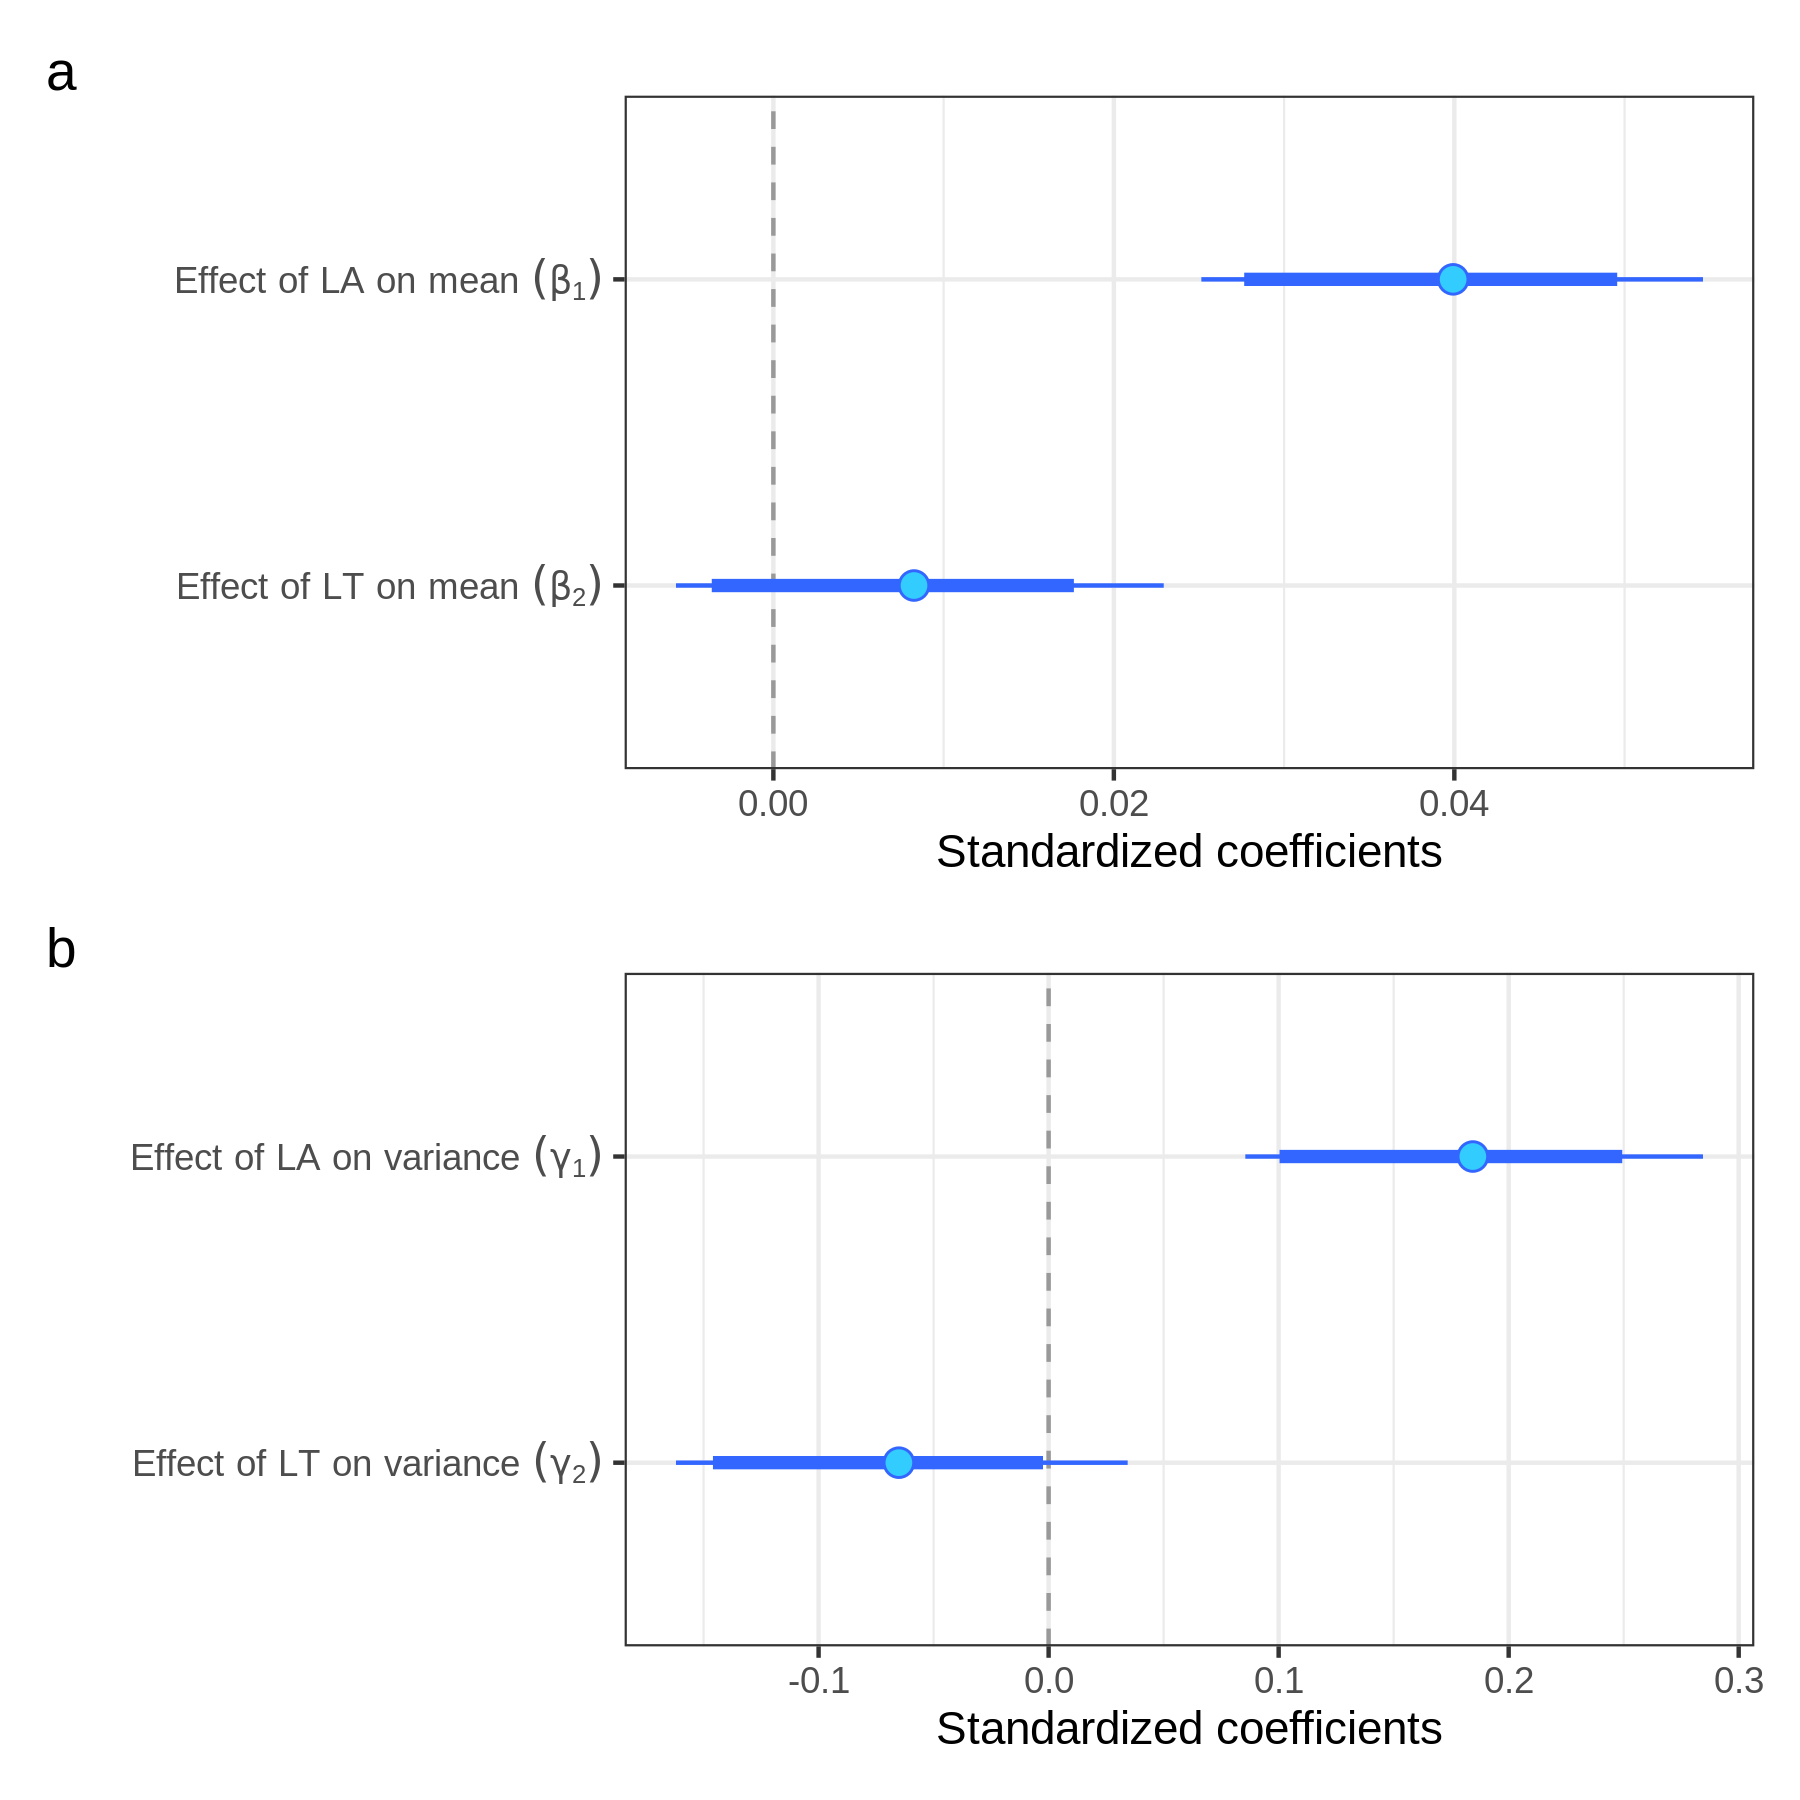 a
Effect of LA on mean (β₁)
Effect of LT on mean (β₂)
0.00 0.02 0.04
Standardized coefficients
b
Effect of LA on variance (γ₁)
Effect of LT on variance (γ₂)
-0.1 0.0 0.1 0.2 0.3
Standardized coefficients